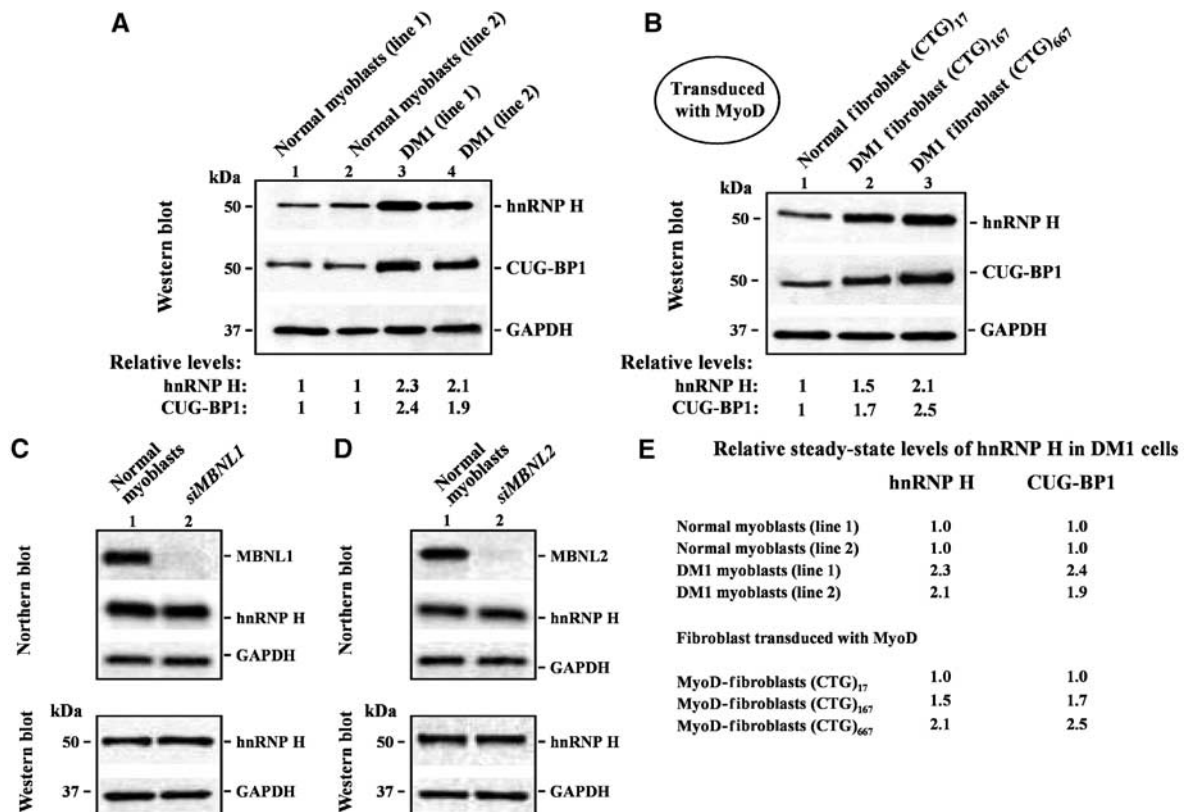 A
Normal myoblasts (line 1)
Normal myoblasts (line 2)
DM1 (line 1)
DM1 (line 2)
1 2 3 4
kDa
Western blot
50 – – hnRNP H
50 – – CUG-BP1
37 – – GAPDH
Relative levels:
hnRNP H: 1 1 2.3 2.1
CUG-BP1: 1 1 2.4 1.9
B
Transduced
with MyoD
Normal fibroblast (CTG)17
DM1 fibroblast (CTG)167
DM1 fibroblast (CTG)667
1 2 3
kDa
Western blot
50 – – hnRNP H
50 – – CUG-BP1
37 – – GAPDH
Relative levels:
hnRNP H: 1 1.5 2.1
CUG-BP1: 1 1.7 2.5
C
Normal
myoblasts
siMBNL1
1 2
Northern blot
– MBNL1
– hnRNP H
– GAPDH
kDa
Western blot
50 – – hnRNP H
37 – – GAPDH
D
Normal
myoblasts
siMBNL2
1 2
Northern blot
– MBNL2
– hnRNP H
– GAPDH
kDa
Western blot
50 – – hnRNP H
37 – – GAPDH
E Relative steady-state levels of hnRNP H in DM1 cells
hnRNP H CUG-BP1
Normal myoblasts (line 1) 1.0 1.0
Normal myoblasts (line 2) 1.0 1.0
DM1 myoblasts (line 1) 2.3 2.4
DM1 myoblasts (line 2) 2.1 1.9
Fibroblast transduced with MyoD
MyoD-fibroblasts (CTG)17 1.0 1.0
MyoD-fibroblasts (CTG)167 1.5 1.7
MyoD-fibroblasts (CTG)667 2.1 2.5